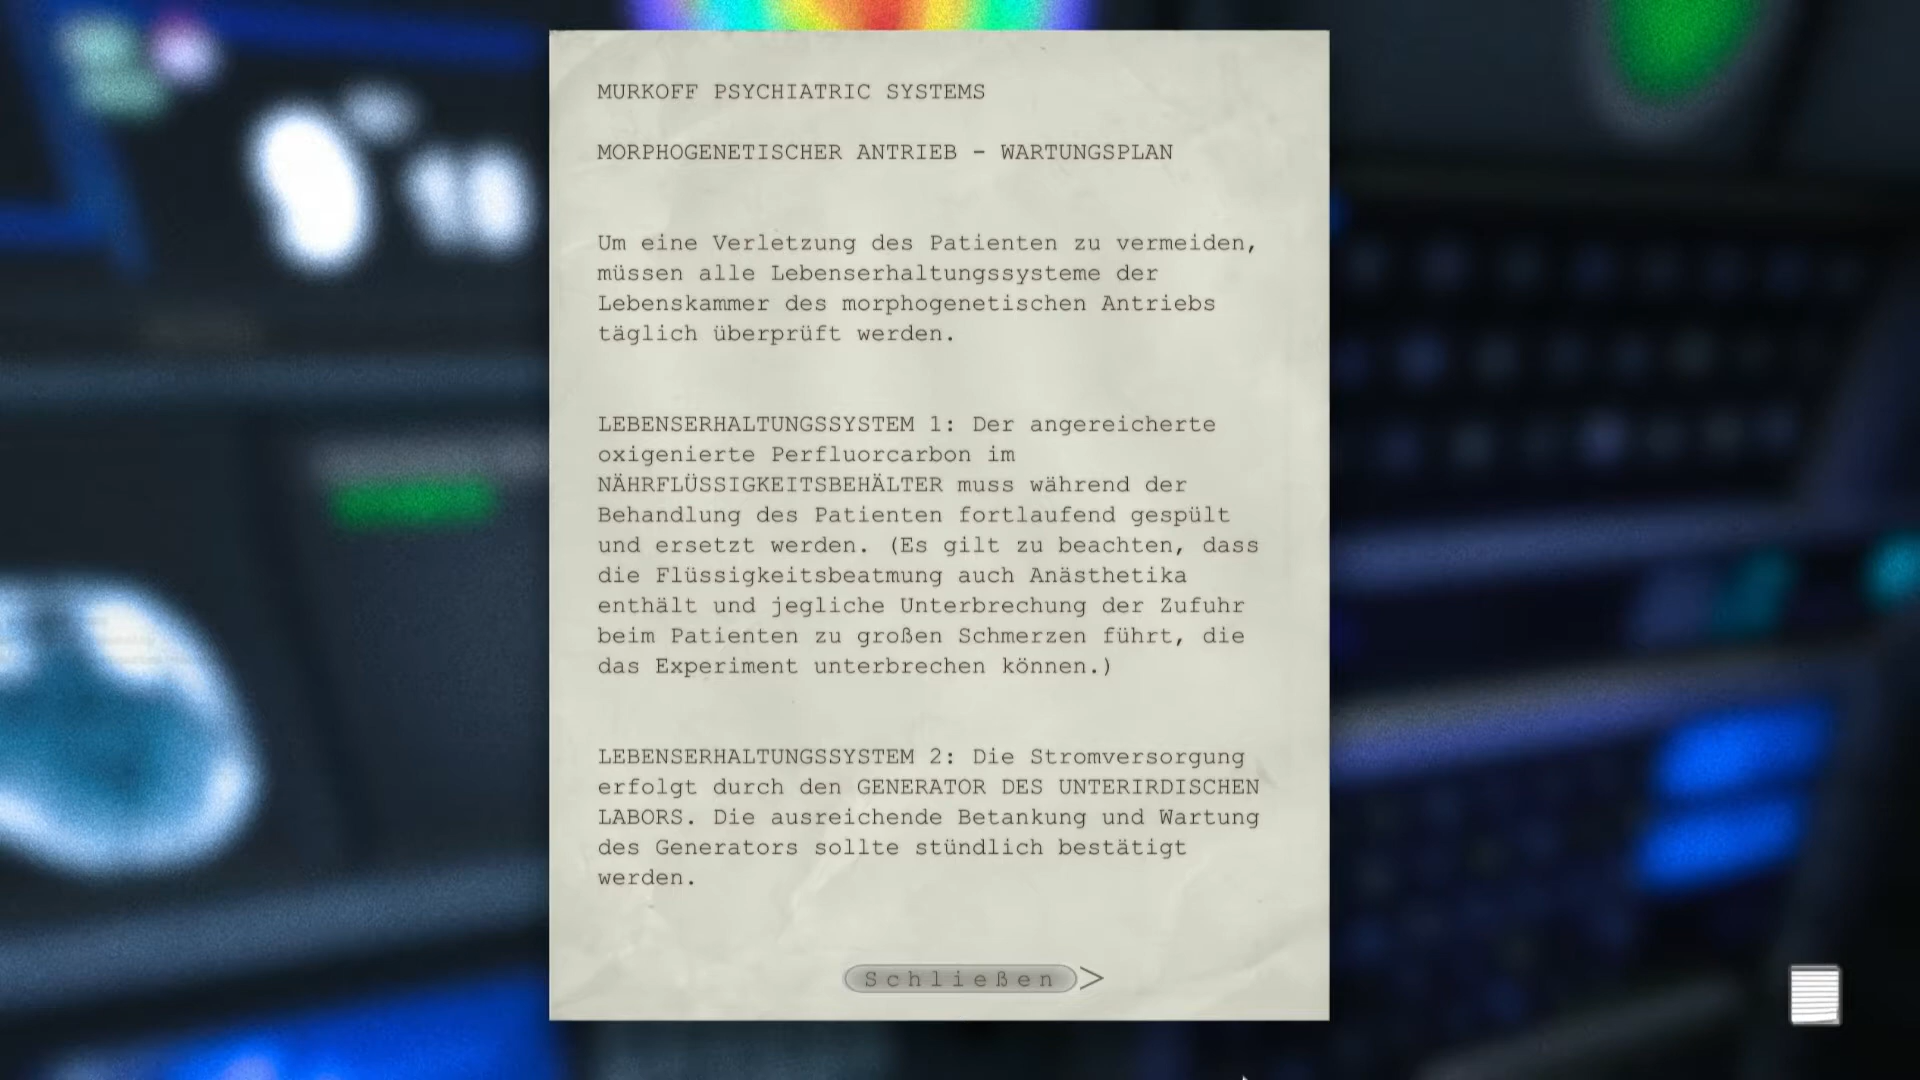 MURKOFF PSYCHIATRIC SYSTEMS
MORPHOGENETISCHER ANTRIEB - WARTUNGSPLAN
Um eine Verletzung des Patienten zu vermeiden,
müssen alle Lebenserhaltungssysteme der
Lebenskammer des morphogenetischen Antriebs
täglich überprüft werden.
LEBENSERHALTUNGSSYSTEM 1: Der angereicherte
oxigenierte Perfluorcarbon im
NÄHRFLÜSSIGKEITSBEHÄLTER muss während der
Behandlung des Patienten fortlaufend gespült
und ersetzt werden. (Es gilt zu beachten, dass
die Flüssigkeitsbeatmung auch Anästhetika
enthält und jegliche Unterbrechung der Zufuhr
beim Patienten zu großen Schmerzen führt, die
das Experiment unterbrechen können.)
LEBENSERHALTUNGSSYSTEM 2: Die Stromversorgung
erfolgt durch den GENERATOR DES UNTERIRDISCHEN
LABORS. Die ausreichende Betankung und Wartung
des Generators sollte stündlich bestätigt
werden.
Schließen >